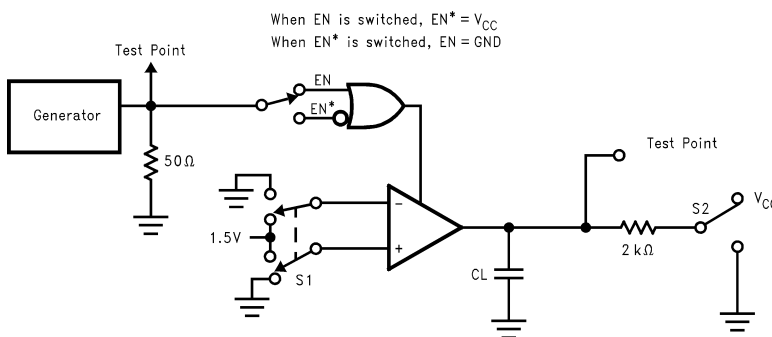 When EN is switched, EN* = VCC
When EN* is switched, EN = GND
Test Point
Generator
EN
EN*
50Ω
Test Point
1.5V
S1
−
+
CL
2 kΩ
S2
VCC